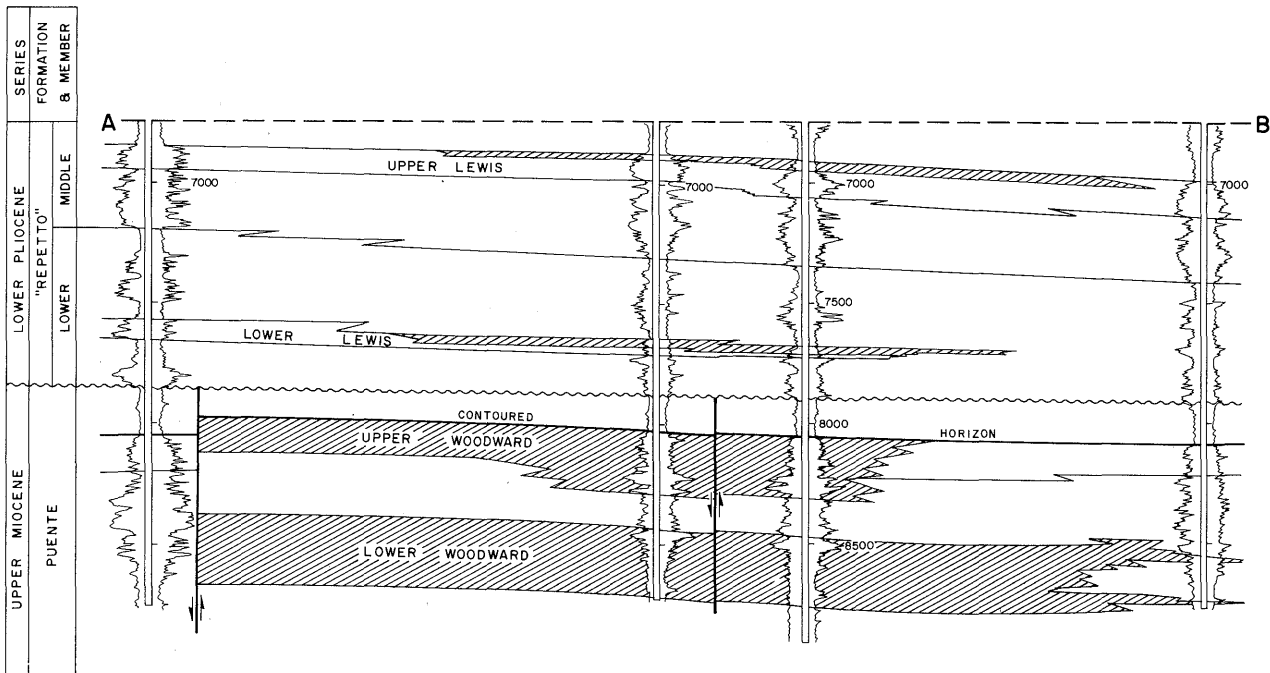 SERIES
FORMATION
& MEMBER
LOWER PLIOCENE
"REPETTO"
MIDDLE
LOWER
UPPER MIOCENE
PUENTE
A
B
UPPER LEWIS
7000
7000
7000
7000
7500
LOWER LEWIS
CONTOURED HORIZON
8000
UPPER WOODWARD
8500
LOWER WOODWARD